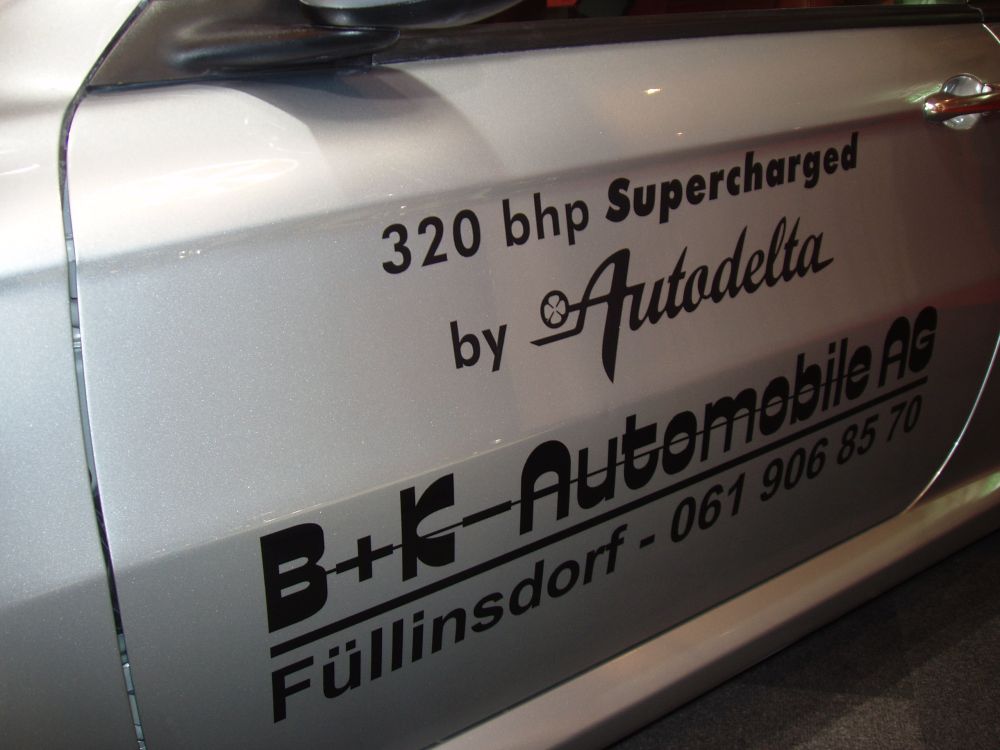 320 bhp Supercharged
by Autodelta
B+K-Automobile AG
Füllinsdorf - 061 906 85 70